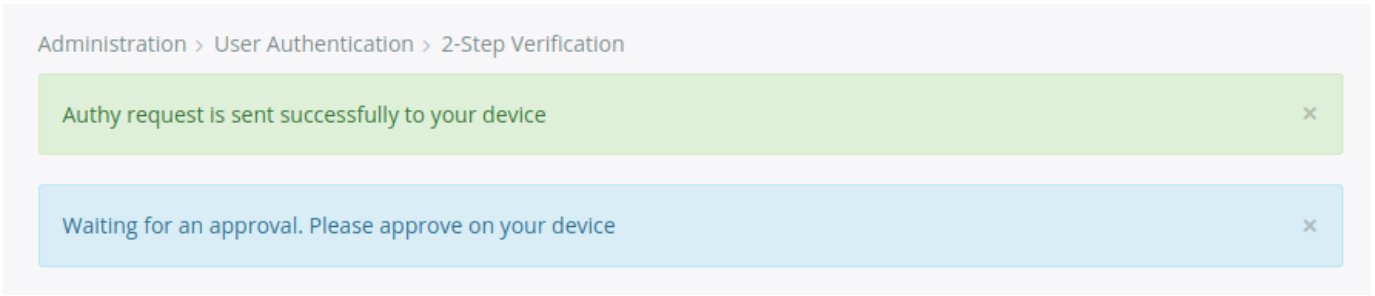 Administration > User Authentication > 2-Step Verification
Authy request is sent successfully to your device ×
Waiting for an approval. Please approve on your device ×